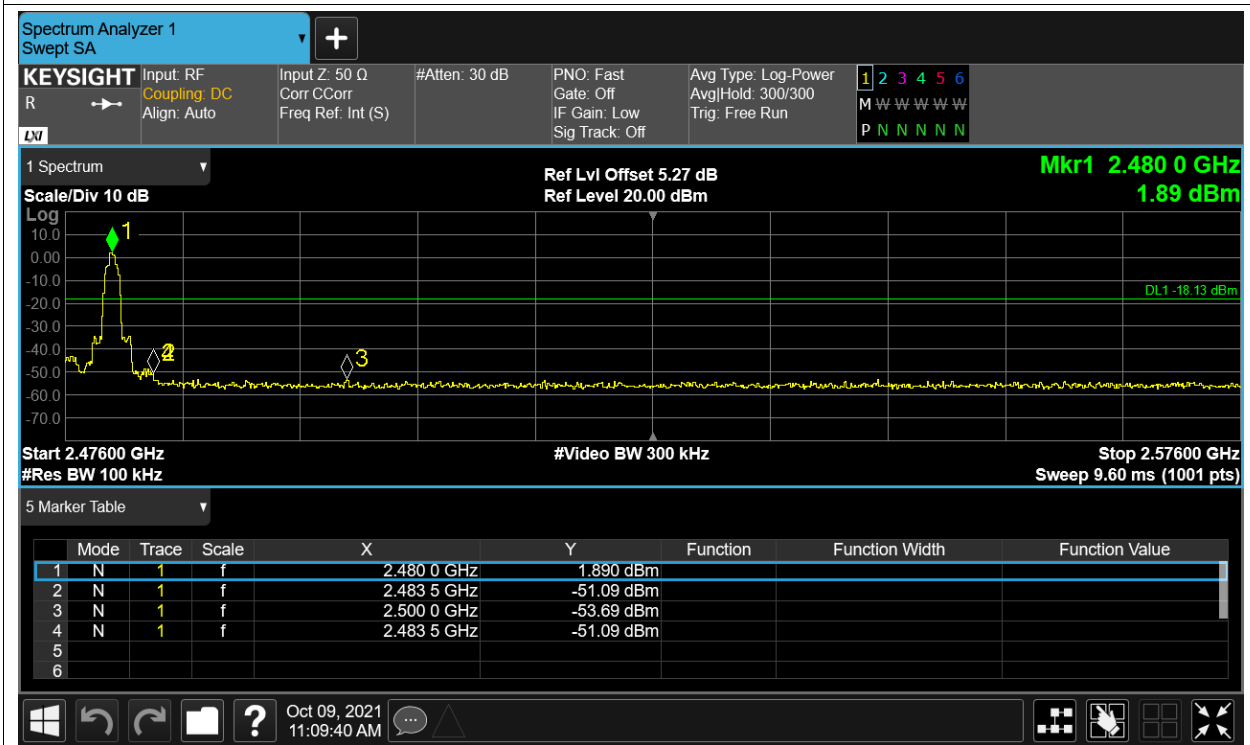 Spectrum Analyzer 1
Swept SA
KEYSIGHT Input: RF Input Z: 50 Ω #Atten: 30 dB PNO: Fast Avg Type: Log-Power 1 2 3 4 5 6
R Coupling: DC Corr CCorr Gate: Off Avg|Hold: 300/300 M W W W W W
Align: Auto Freq Ref: Int (S) IF Gain: Low Trig: Free Run
LXI Sig Track: Off P N N N N N
1 Spectrum Ref Lvl Offset 5.27 dB Mkr1 2.480 0 GHz
Scale/Div 10 dB Ref Level 20.00 dBm 1.89 dBm
Log
10.0 1
0.00
-10.0
DL1 -18.13 dBm
-20.0
-30.0
-40.0 2 4 3
-50.0
-60.0
-70.0
Start 2.47600 GHz #Video BW 300 kHz Stop 2.57600 GHz
#Res BW 100 kHz Sweep 9.60 ms (1001 pts)
5 Marker Table
Mode Trace Scale X Y Function Function Width Function Value
1 N 1 f 2.480 0 GHz 1.890 dBm
2 N 1 f 2.483 5 GHz -51.09 dBm
3 N 1 f 2.500 0 GHz -53.69 dBm
4 N 1 f 2.483 5 GHz -51.09 dBm
5
6
? Oct 09, 2021
11:09:40 AM